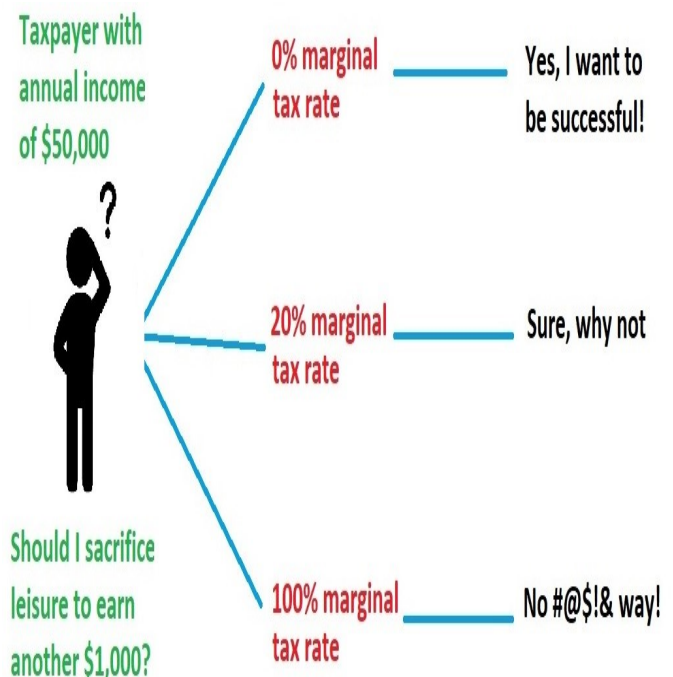 Taxpayer with
annual income
of $50,000
?
0% marginal
tax rate
Yes, I want to
be successful!
20% marginal
tax rate
Sure, why not
Should I sacrifice
leisure to earn
another $1,000?
100% marginal
tax rate
No #@$!& way!